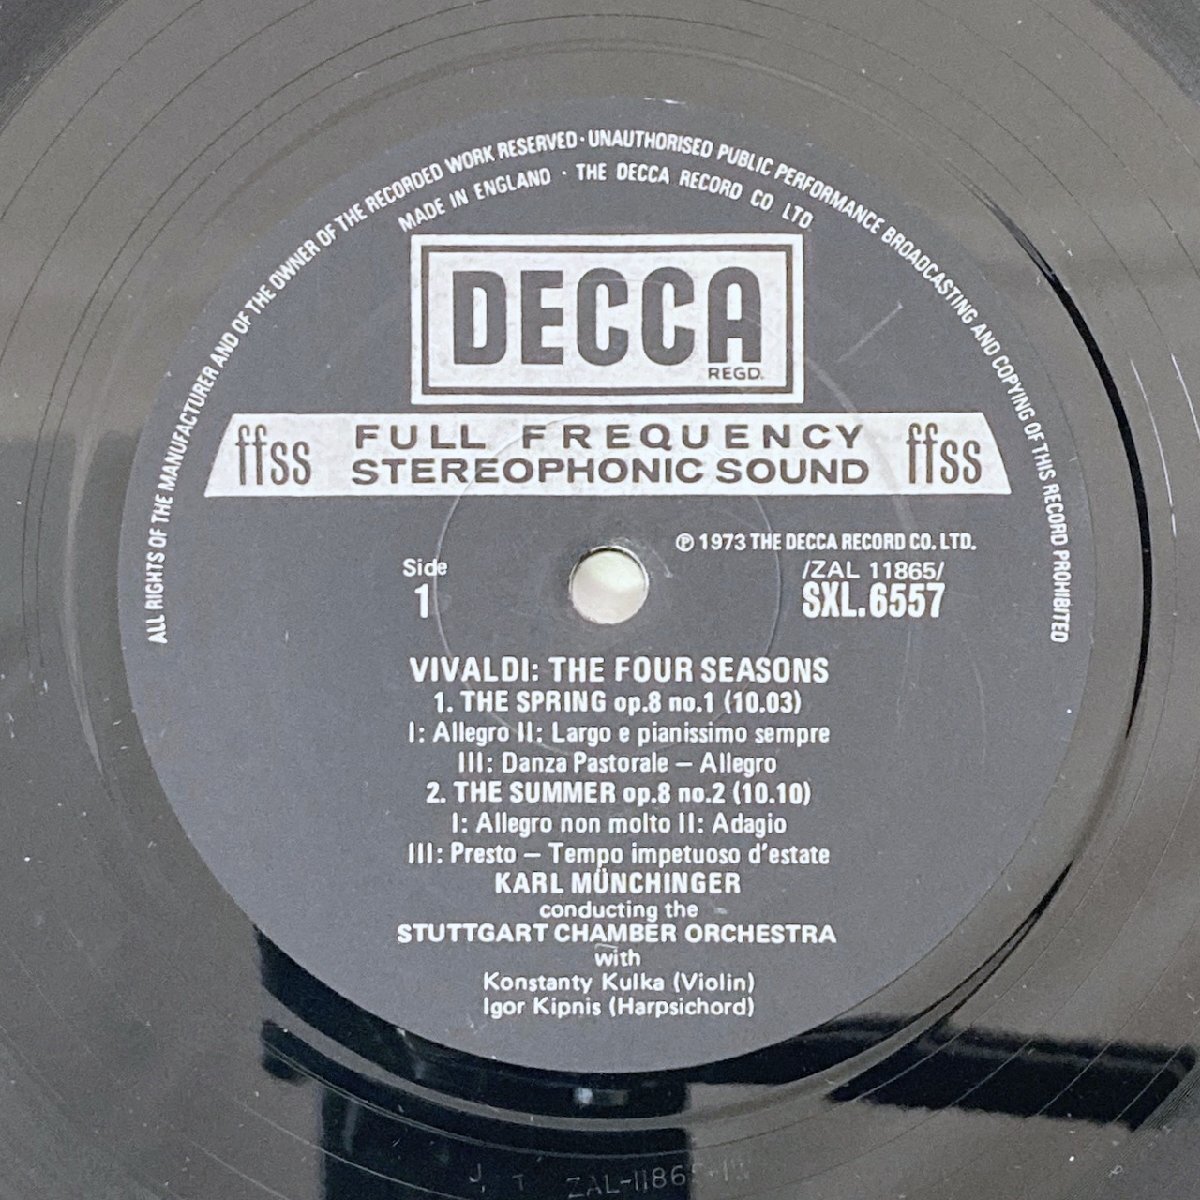 ALL RIGHTS OF THE MANUFACTURER AND OF THE OWNER OF THE RECORDED WORK RESERVED · UNAUTHORISED PUBLIC PERFORMANCE BROADCASTING AND COPYING OF THIS RECORD PROHIBITED
MADE IN ENGLAND · THE DECCA RECORD CO LTD.
DECCA
REGD.
ffss FULL FREQUENCY STEREOPHONIC SOUND ffss
℗ 1973 THE DECCA RECORD CO. LTD.
Side
1
/ZAL 11865/
SXL.6557
VIVALDI: THE FOUR SEASONS
1. THE SPRING op.8 no.1 (10.03)
I: Allegro II: Largo e pianissimo sempre
III: Danza Pastorale – Allegro
2. THE SUMMER op.8 no.2 (10.10)
I: Allegro non molto II: Adagio
III: Presto – Tempo impetuoso d'estate
KARL MÜNCHINGER
conducting the
STUTTGART CHAMBER ORCHESTRA
with
Konstanty Kulka (Violin)
Igor Kipnis (Harpsichord)
J. T